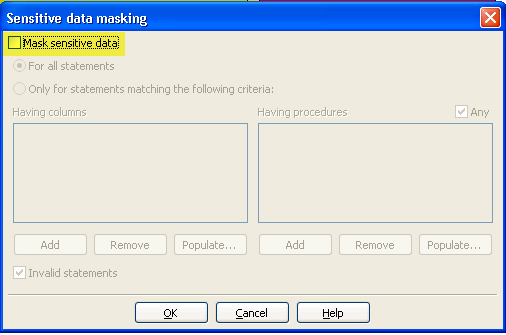 Sensitive data masking
Mask sensitive data
For all statements
Only for statements matching the following criteria:
Having columns Having procedures Any
Add Remove Populate... Add Remove Populate...
Invalid statements
OK Cancel Help